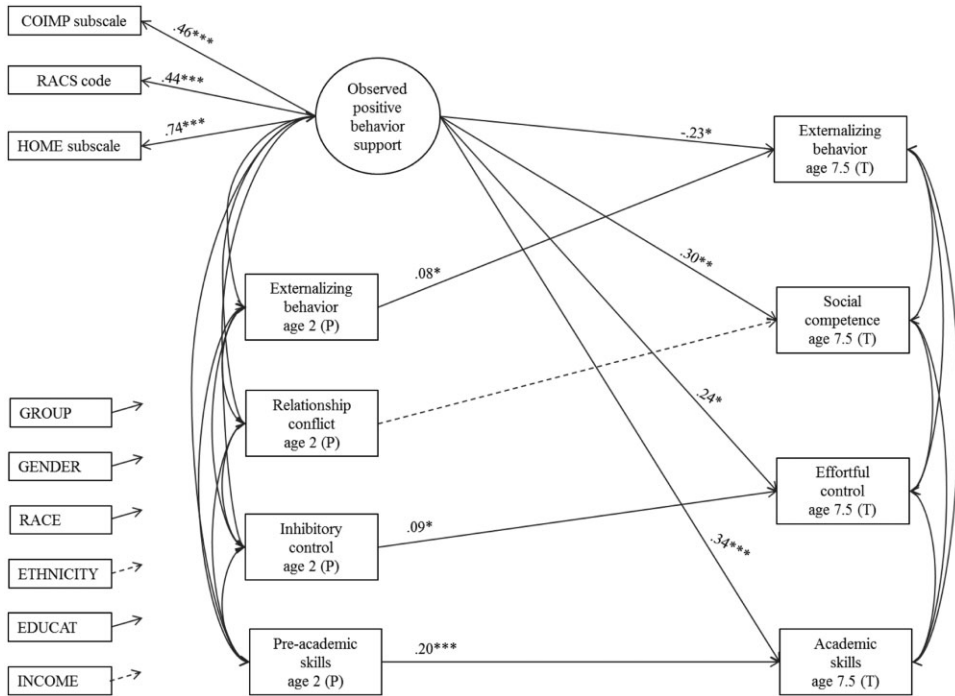 COIMP subscale
RACS code
HOME subscale
.46***
.44***
.74***
Observed
positive
behavior
support
-.23*
.30**
.24*
.34***
Externalizing
behavior
age 7.5 (T)
Externalizing
behavior
age 2 (P)
.08*
Social
competence
age 7.5 (T)
Relationship
conflict
age 2 (P)
Effortful
control
age 7.5 (T)
Inhibitory
control
age 2 (P)
.09*
Pre-academic
skills
age 2 (P)
.20***
Academic
skills
age 7.5 (T)
GROUP
GENDER
RACE
ETHNICITY
EDUCAT
INCOME